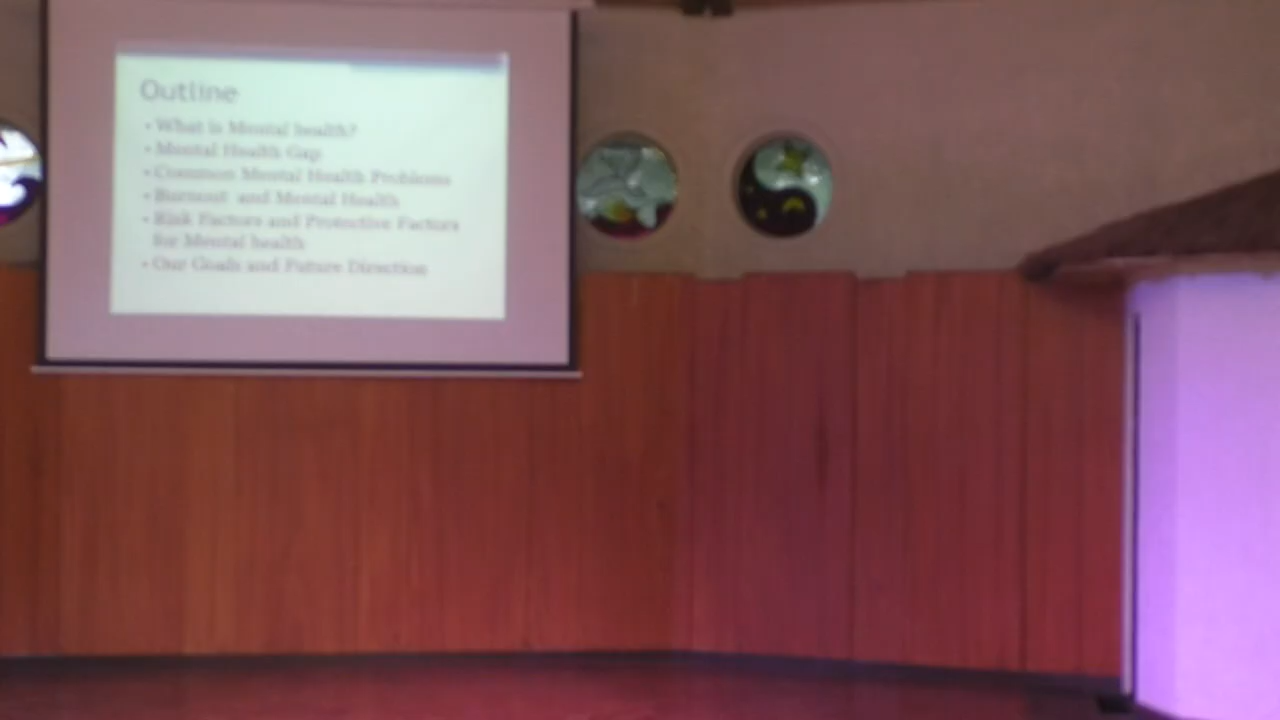 Outline
• What is Mental health?
• Mental Health Gap
• Common Mental Health Problems
• Burnout and Mental Health
• Risk Factors and Protective Factors
for Mental health
• Our Goals and Future Direction